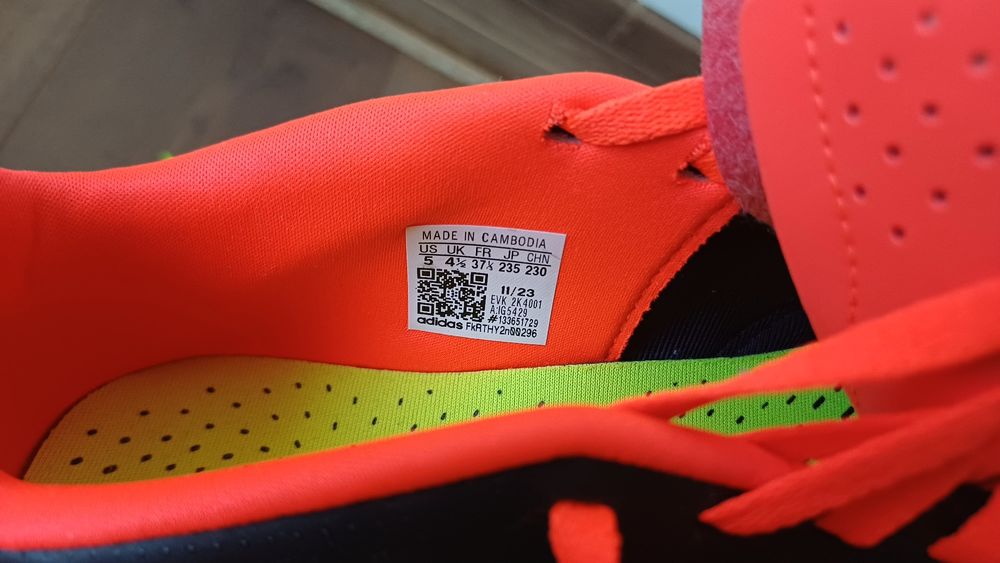 MADE IN CAMBODIA
US UK FR JP CHN
5 4½ 37⅓ 235 230
11/23
EVK 2K4001
A:IG5429
#133651729
adidas FkRTHY2n00296